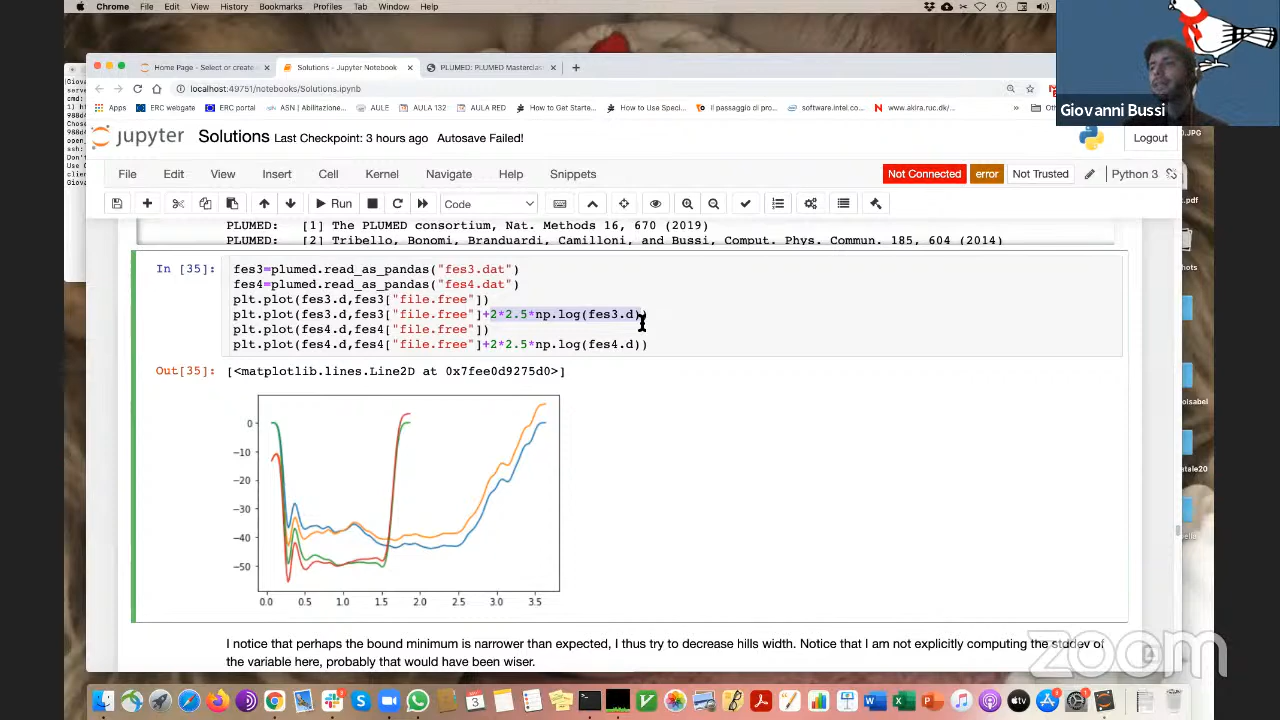 Chrome File Edit View History Bookmarks Profiles Tab Window Help
Home Page - Select or create
Solutions - Jupyter Notebook
PLUMED: PLUMED Masterclass
localhost:49751/notebooks/Solutions.ipynb
Apps ERC webgate ERC portal ASN | Abilitazione... AULE AULA 132 AULA RED How to Get Starte... How to Use Speci... Il passaggio di pro... software.intel.co... www.akira.ruc.dk/...
Giovanni Bussi
jupyter Solutions Last Checkpoint: 3 hours ago Autosave Failed! Logout
File Edit View Insert Cell Kernel Navigate Help Snippets Not Connected error Not Trusted Python 3
Run Code
PLUMED: [1] The PLUMED consortium, Nat. Methods 16, 670 (2019)
PLUMED: [2] Tribello, Bonomi, Branduardi, Camilloni, and Bussi, Comput. Phys. Commun. 185, 604 (2014)
In [35]:
fes3=plumed.read_as_pandas("fes3.dat")
fes4=plumed.read_as_pandas("fes4.dat")
plt.plot(fes3.d,fes3["file.free"])
plt.plot(fes3.d,fes3["file.free"]+2*2.5*np.log(fes3.d))
plt.plot(fes4.d,fes4["file.free"])
plt.plot(fes4.d,fes4["file.free"]+2*2.5*np.log(fes4.d))
Out[35]: [<matplotlib.lines.Line2D at 0x7fee0d9275d0>]
0
-10
-20
-30
-40
-50
0.0 0.5 1.0 1.5 2.0 2.5 3.0 3.5
I notice that perhaps the bound minimum is narrower than expected, I thus try to decrease hills width. Notice that I am not explicitly computing the stddev of
the variable here, probably that would have been wiser.
zoom